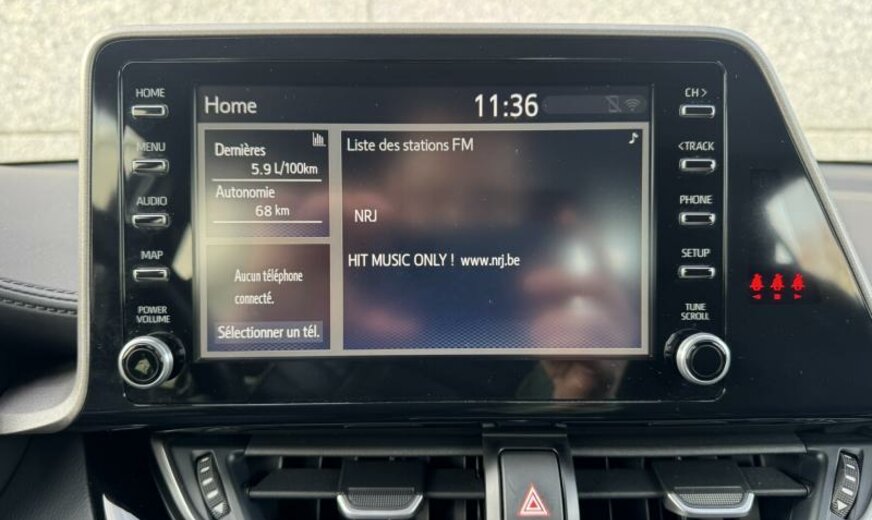 HOME
MENU
AUDIO
MAP
POWER
VOLUME
Home
11:36
Dernières
5.9 L/100km
Autonomie
68 km
Aucun téléphone
connecté.
Sélectionner un tél.
Liste des stations FM
NRJ
HIT MUSIC ONLY ! www.nrj.be
CH >
< TRACK
PHONE
SETUP
TUNE
SCROLL